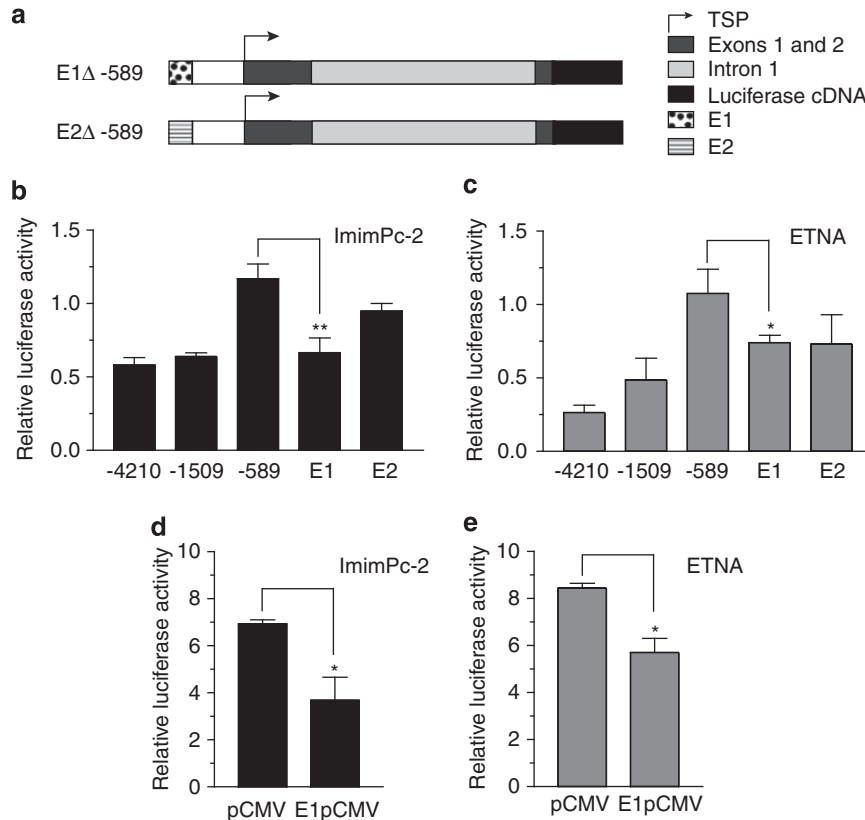 a
E1Δ -589
E2Δ -589
TSP
Exons 1 and 2
Intron 1
Luciferase cDNA
E1
E2
b
Relative luciferase activity
ImimPc-2
1.5
1.0
0.5
0.0
**
-4210 -1509 -589 E1 E2
c
Relative luciferase activity
ETNA
1.5
1.0
0.5
0.0
*
-4210 -1509 -589 E1 E2
d
Relative luciferase activity
ImimPc-2
10
8
6
4
2
0
*
pCMV E1pCMV
e
Relative luciferase activity
ETNA
10
8
6
4
2
0
*
pCMV E1pCMV